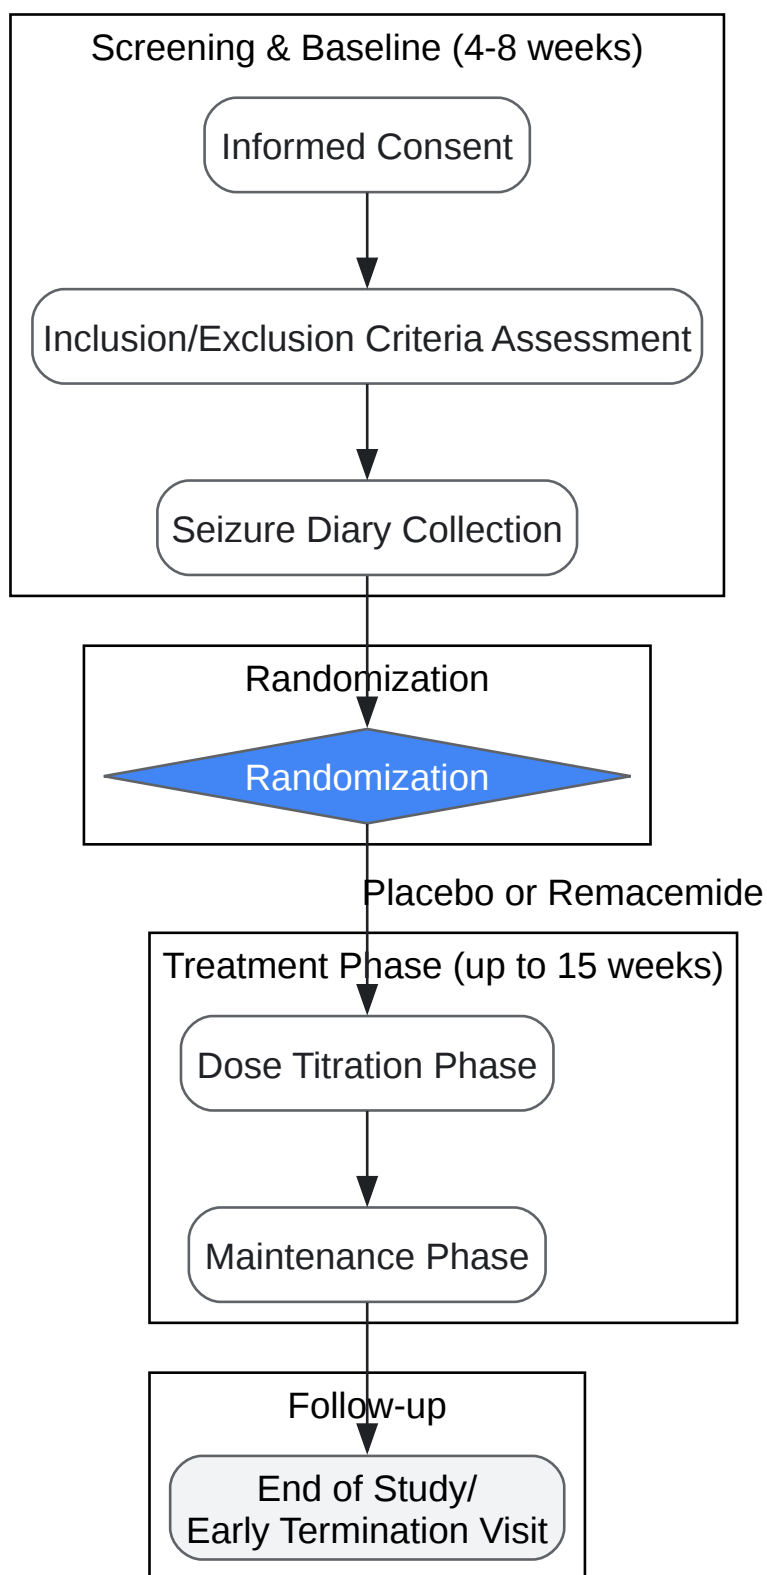 Screening & Baseline (4-8 weeks)
Informed Consent
Inclusion/Exclusion Criteria Assessment
Seizure Diary Collection
Randomization
Randomization
Placebo or Remacemide
Treatment Phase (up to 15 weeks)
Dose Titration Phase
Maintenance Phase
Follow-up
End of Study/
Early Termination Visit